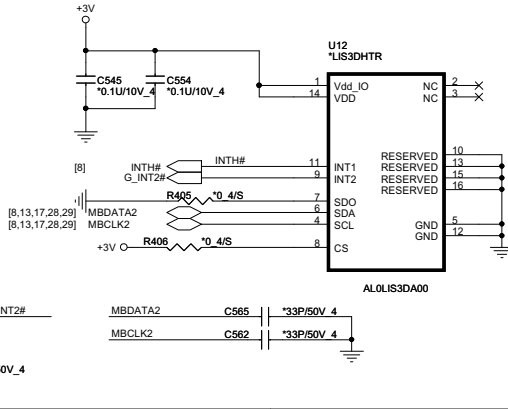 +3V
U12
*LIS3DHTR
C545
*0.1U/10V_4
C554
*0.1U/10V_4
1 Vdd_IO NC 2
14 VDD NC 3
RESERVED 10
[8] INTH# INTH# 11 INT1 RESERVED 13
G_INT2# 9 INT2 RESERVED 15
RESERVED 16
R405 *0_4/S 7 SDO
[8,13,17,28,29] MBDATA2 6 SDA
[8,13,17,28,29] MBCLK2 4 SCL GND 5
GND 12
+3V R406 *0_4/S 8 CS
AL0LIS3DA00
NT2# MBDATA2 C565 *33P/50V_4
MBCLK2 C562 *33P/50V_4
0V_4